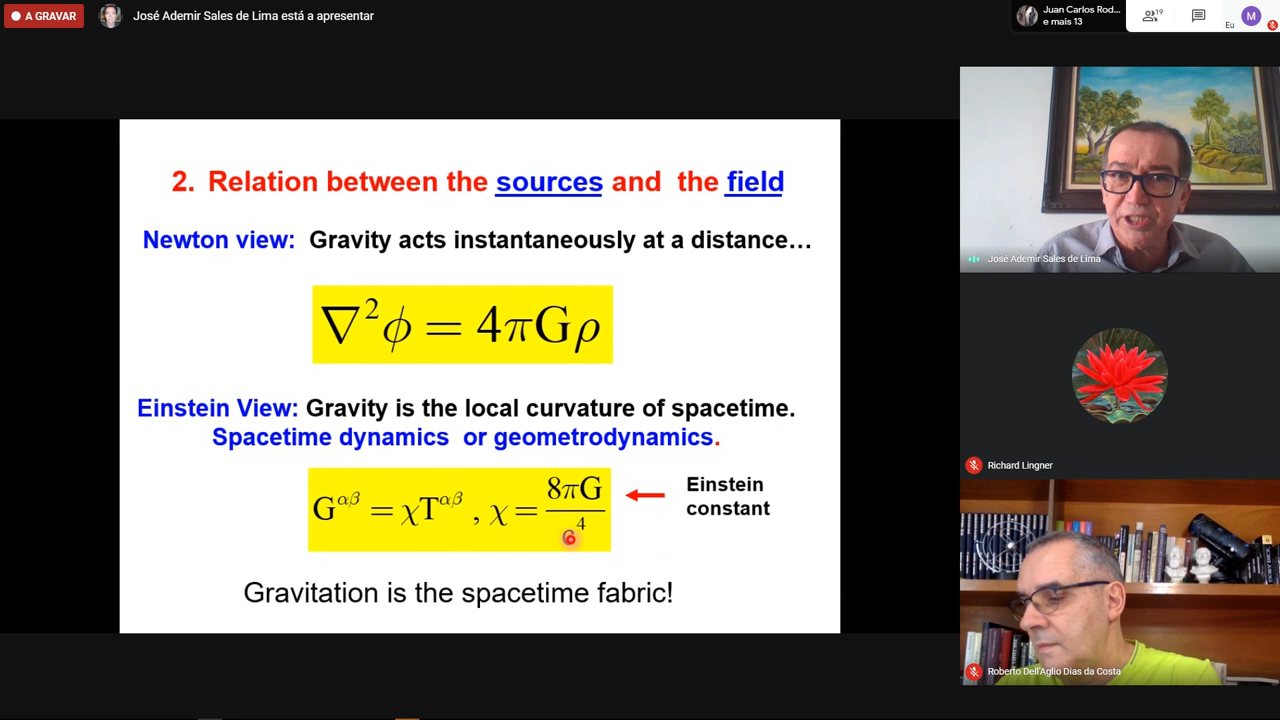 A GRAVAR
José Ademir Sales de Lima está a apresentar
Juan Carlos Rod...
e mais 13
19
Eu
M
2. Relation between the sources and the field
Newton view: Gravity acts instantaneously at a distance…
∇²ϕ = 4πGρ
Einstein View: Gravity is the local curvature of spacetime.
Spacetime dynamics or geometrodynamics.
G^{αβ} = χT^{αβ} , χ = 8πG/c^4
Einstein
constant
Gravitation is the spacetime fabric!
José Ademir Sales de Lima
Richard Lingner
Roberto Dell'Aglio Dias da Costa